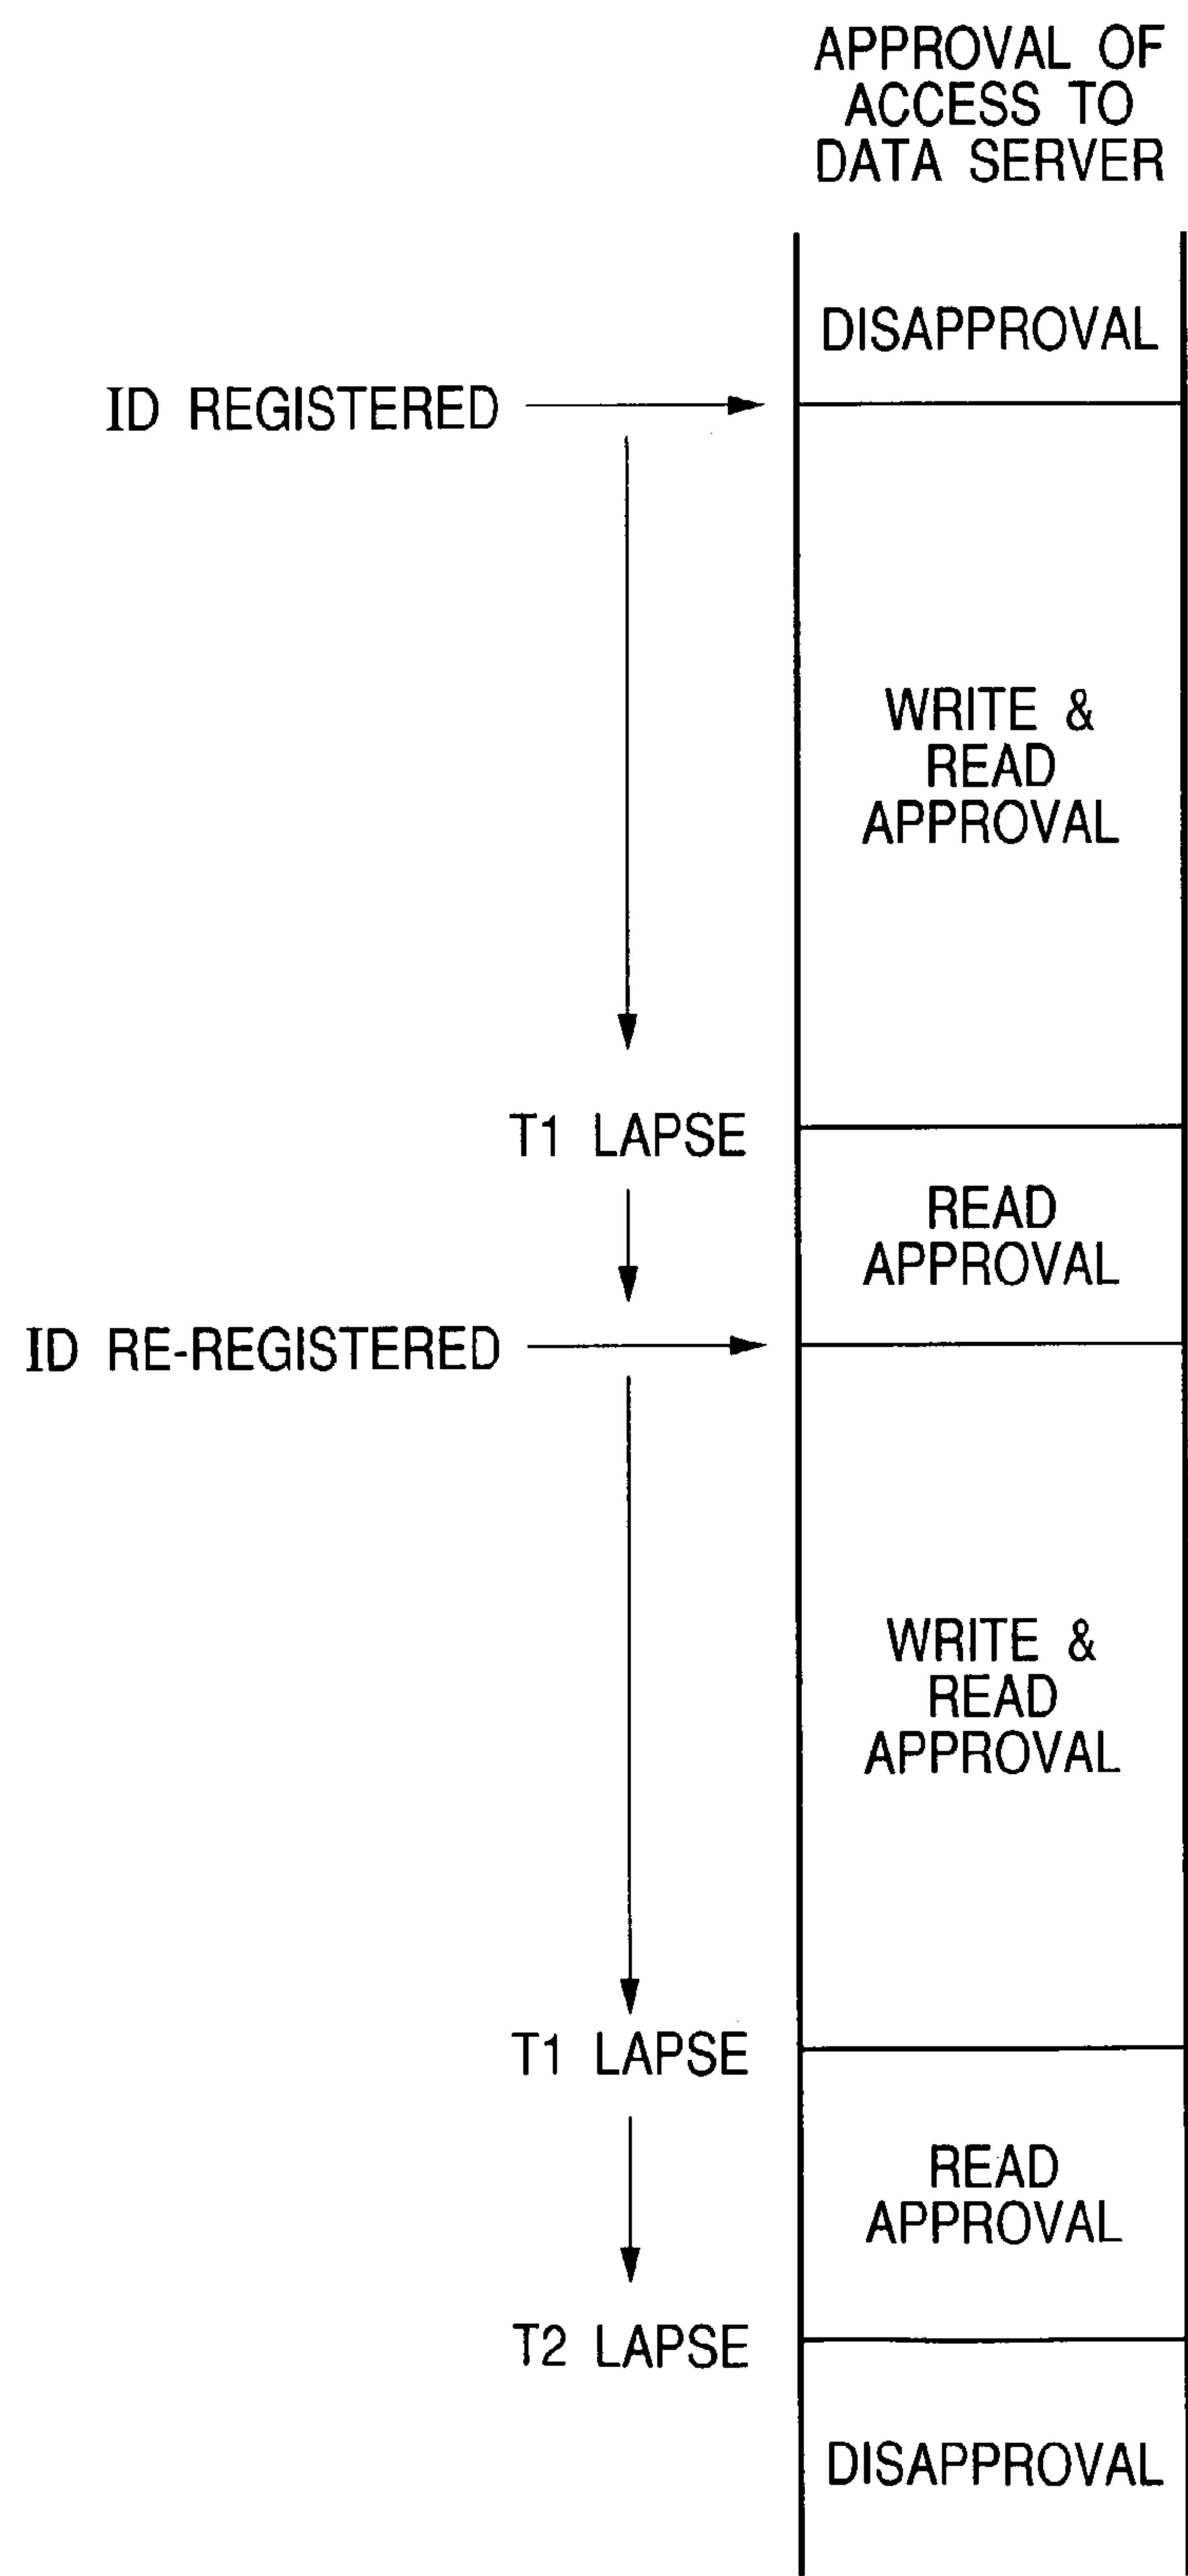 APPROVAL OF
ACCESS TO
DATA SERVER
DISAPPROVAL
ID REGISTERED
WRITE &
READ
APPROVAL
T1 LAPSE
READ
APPROVAL
ID RE-REGISTERED
WRITE &
READ
APPROVAL
T1 LAPSE
READ
APPROVAL
T2 LAPSE
DISAPPROVAL